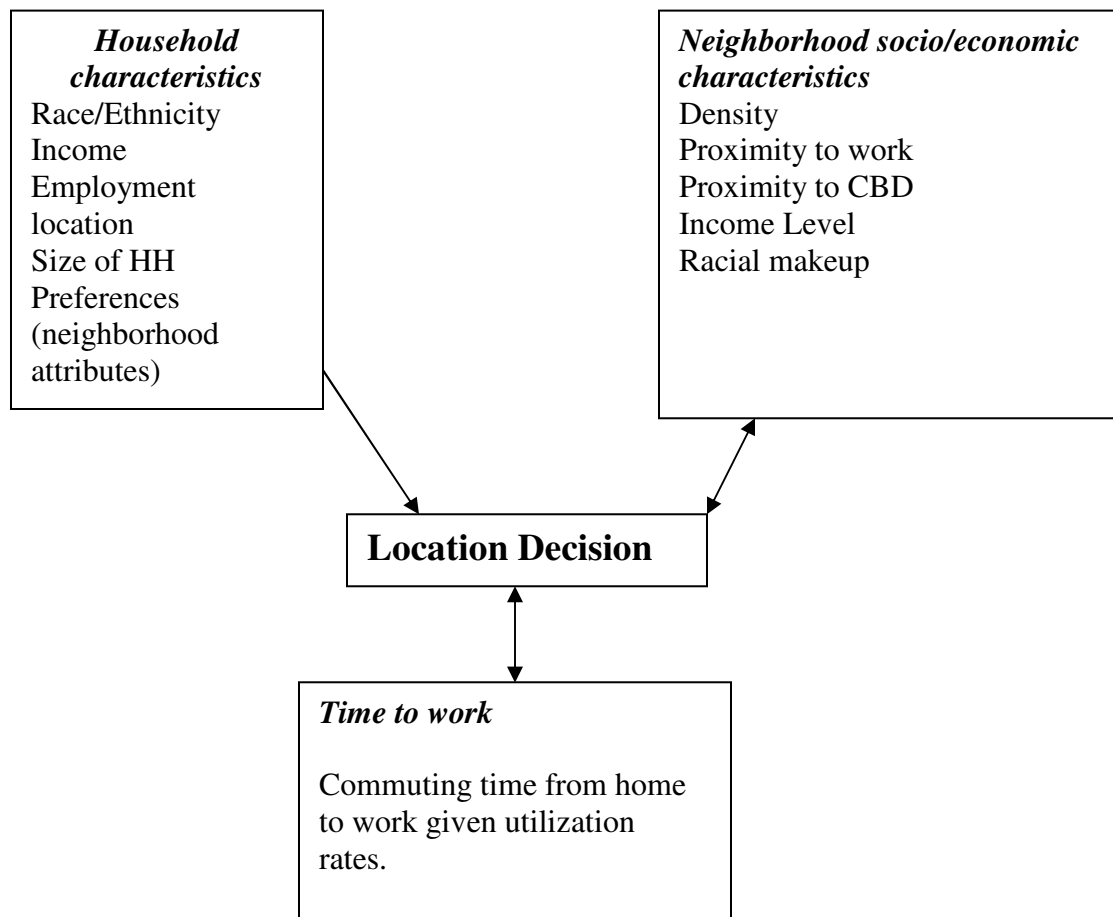 Household
characteristics
Race/Ethnicity
Income
Employment
location
Size of HH
Preferences
(neighborhood
attributes)
Neighborhood socio/economic
characteristics
Density
Proximity to work
Proximity to CBD
Income Level
Racial makeup
Location Decision
Time to work
Commuting time from home
to work given utilization
rates.